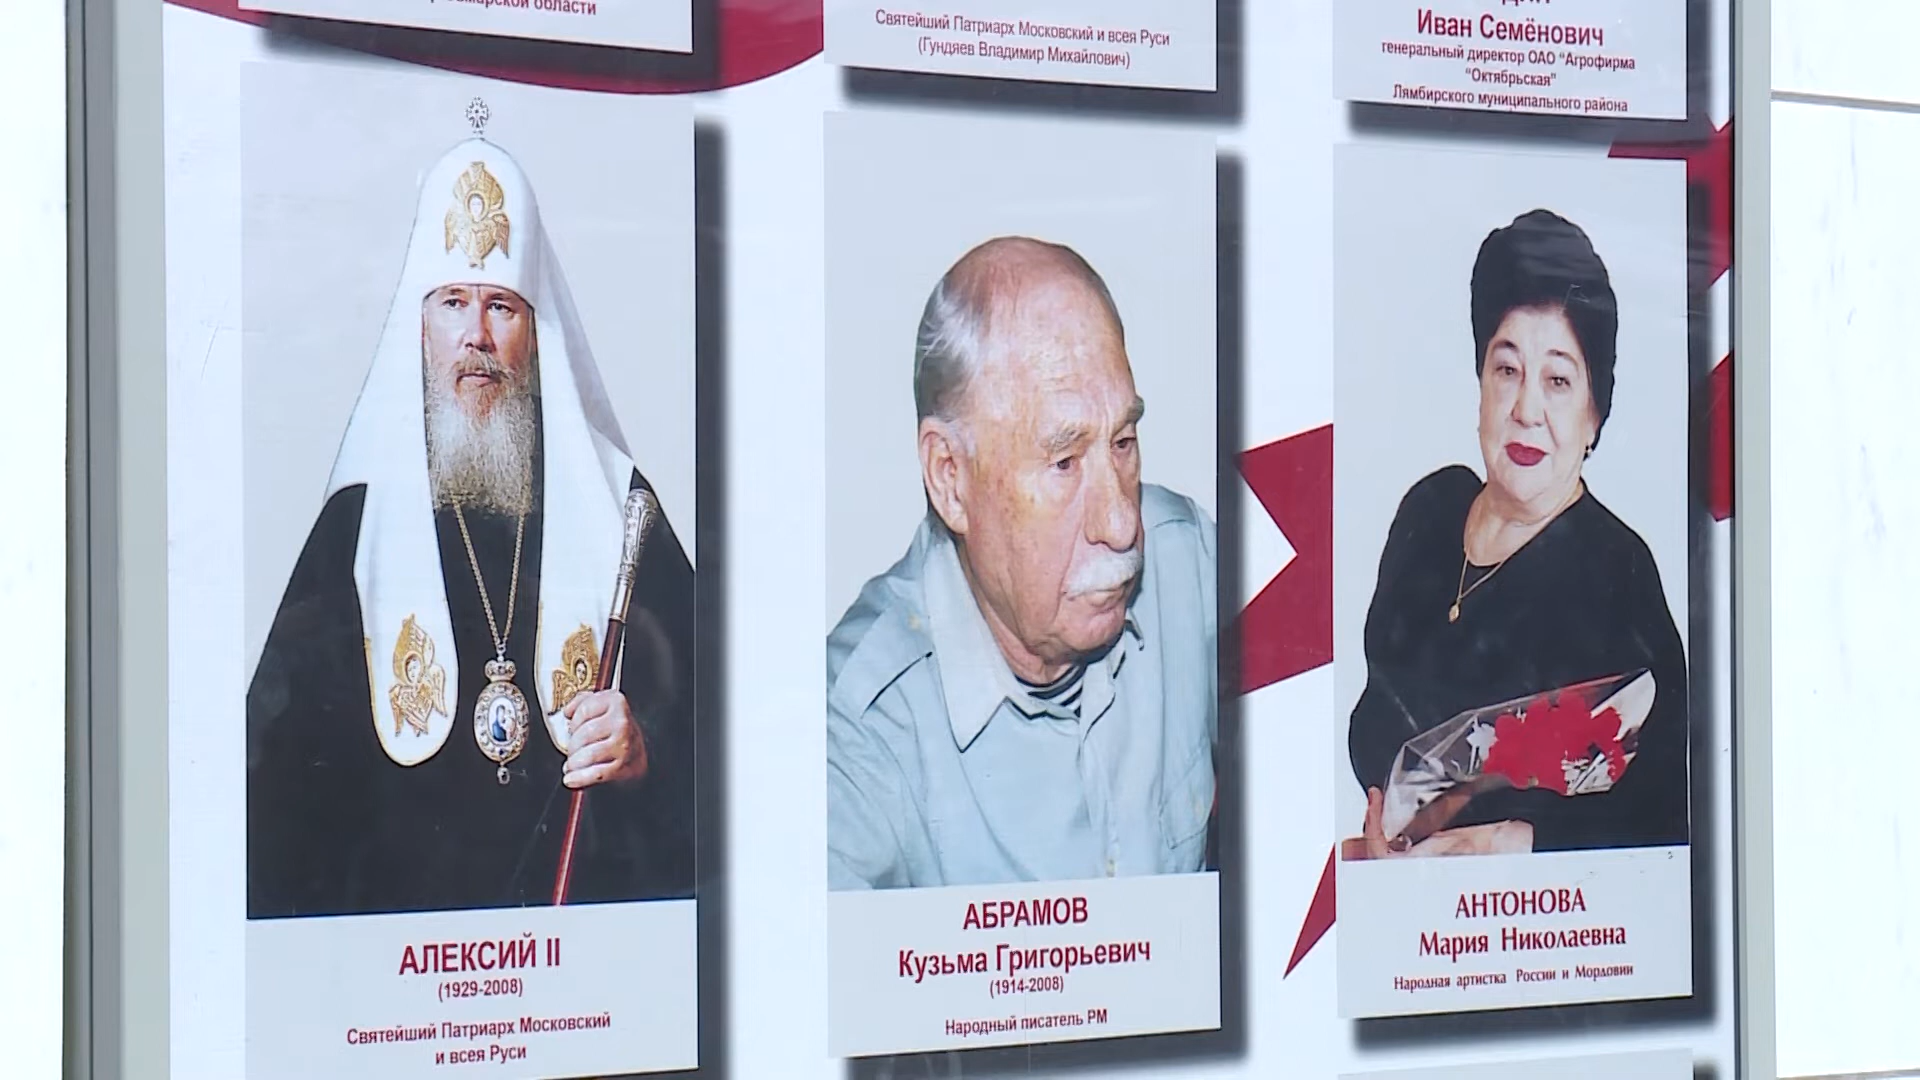 области
Святейший Патриарх Московский и всея Руси
(Гундяев Владимир Михайлович)
Иван Семёнович
генеральный директор ОАО "Агрофирма
"Октябрьская"
Лямбирского муниципального района
АЛЕКСИЙ II
(1929-2008)
Святейший Патриарх Московский
и всея Руси
АБРАМОВ
Кузьма Григорьевич
(1914-2008)
Народный писатель РМ
АНТОНОВА
Мария Николаевна
Народная артистка России и Мордовии